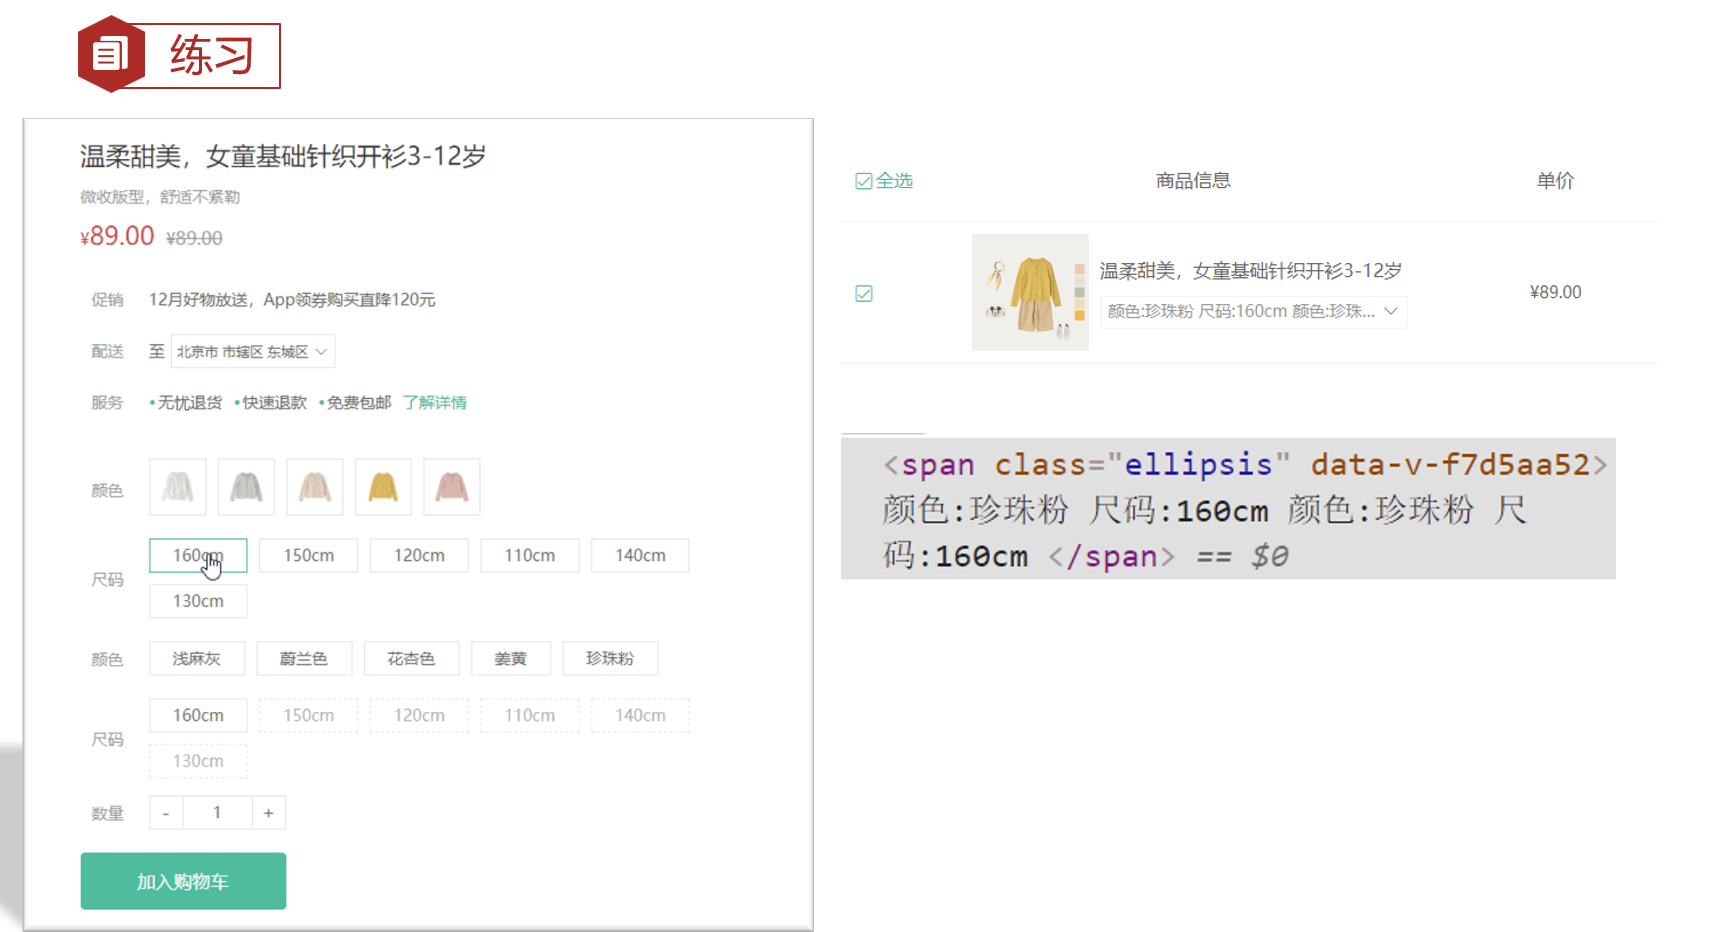 练习
温柔甜美，女童基础针织开衫3-12岁
微收版型，舒适不紧勒
¥89.00 ¥89.00
促销 12月好物放送，App领券购买直降120元
配送 至 北京市 市辖区 东城区
服务 •无忧退货 •快速退款 •免费包邮 了解详情
颜色
尺码 160cm 150cm 120cm 110cm 140cm
130cm
颜色 浅麻灰 蔚兰色 花杏色 姜黄 珍珠粉
尺码 160cm 150cm 120cm 110cm 140cm
130cm
数量 - 1 +
加入购物车
全选 商品信息 单价
温柔甜美，女童基础针织开衫3-12岁
颜色:珍珠粉 尺码:160cm 颜色:珍珠...
¥89.00
<span class="ellipsis" data-v-f7d5aa52>
颜色:珍珠粉 尺码:160cm 颜色:珍珠粉 尺
码:160cm </span> == $0